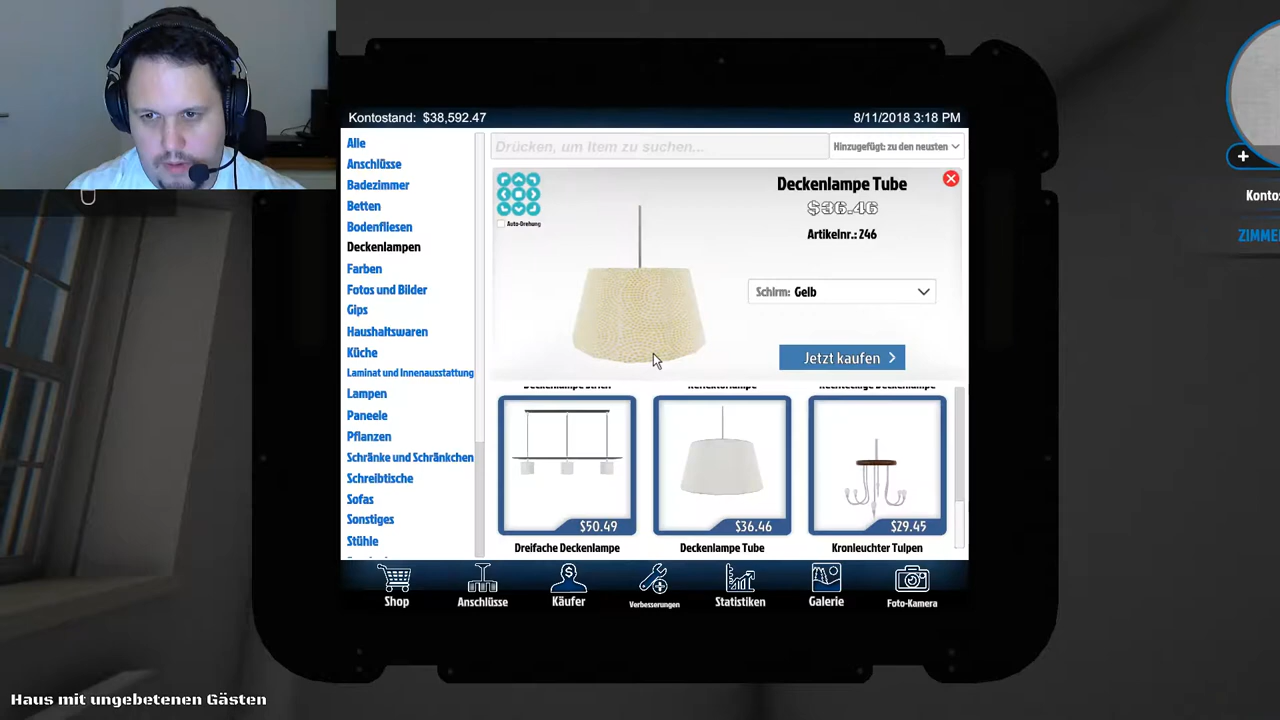 Kontostand: $38,592.47
8/11/2018 3:18 PM
Alle
Anschlüsse
Badezimmer
Betten
Bodenfliesen
Deckenlampen
Farben
Fotos und Bilder
Gips
Haushaltswaren
Küche
Laminat und Innenausstattung
Lampen
Paneele
Pflanzen
Schränke und Schränkchen
Schreibtische
Sofas
Sonstiges
Stühle
Drücken, um Item zu suchen...
Hinzugefügt: zu den neusten
Auto-Drehung
Deckenlampe Tube
$36.46
Artikelnr.: 246
Schirm: Gelb
Jetzt kaufen
$50.49
$36.46
$29.45
Dreifache Deckenlampe
Deckenlampe Tube
Kronleuchter Tulpen
Shop
Anschlüsse
Käufer
Verbesserungen
Statistiken
Galerie
Foto-Kamera
Konto
ZIMME
Haus mit ungebetenen Gästen